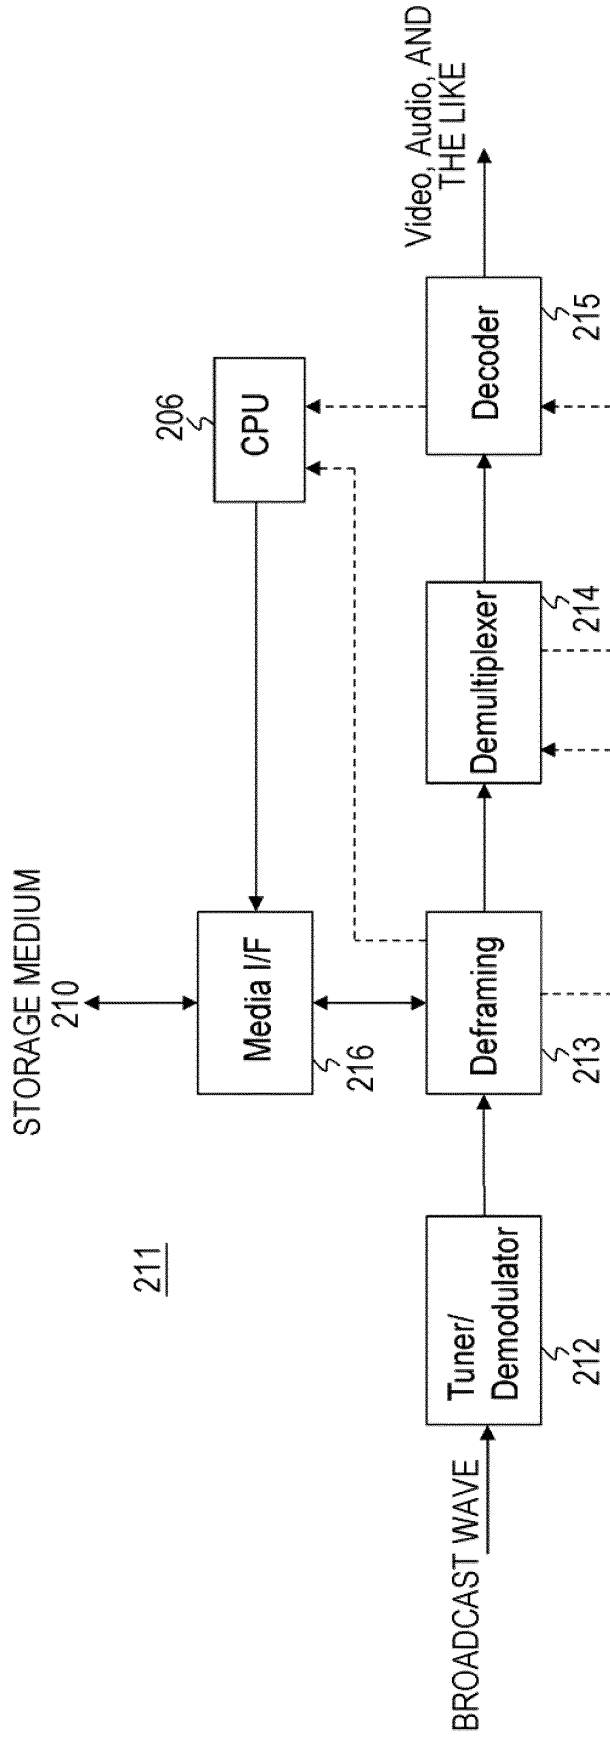 STORAGE MEDIUM
210
211
206
CPU
Media I/F
216
Video, Audio, AND
THE LIKE
BROADCAST WAVE
Tuner/
Demodulator
212
Deframing
213
Demultiplexer
214
Decoder
215